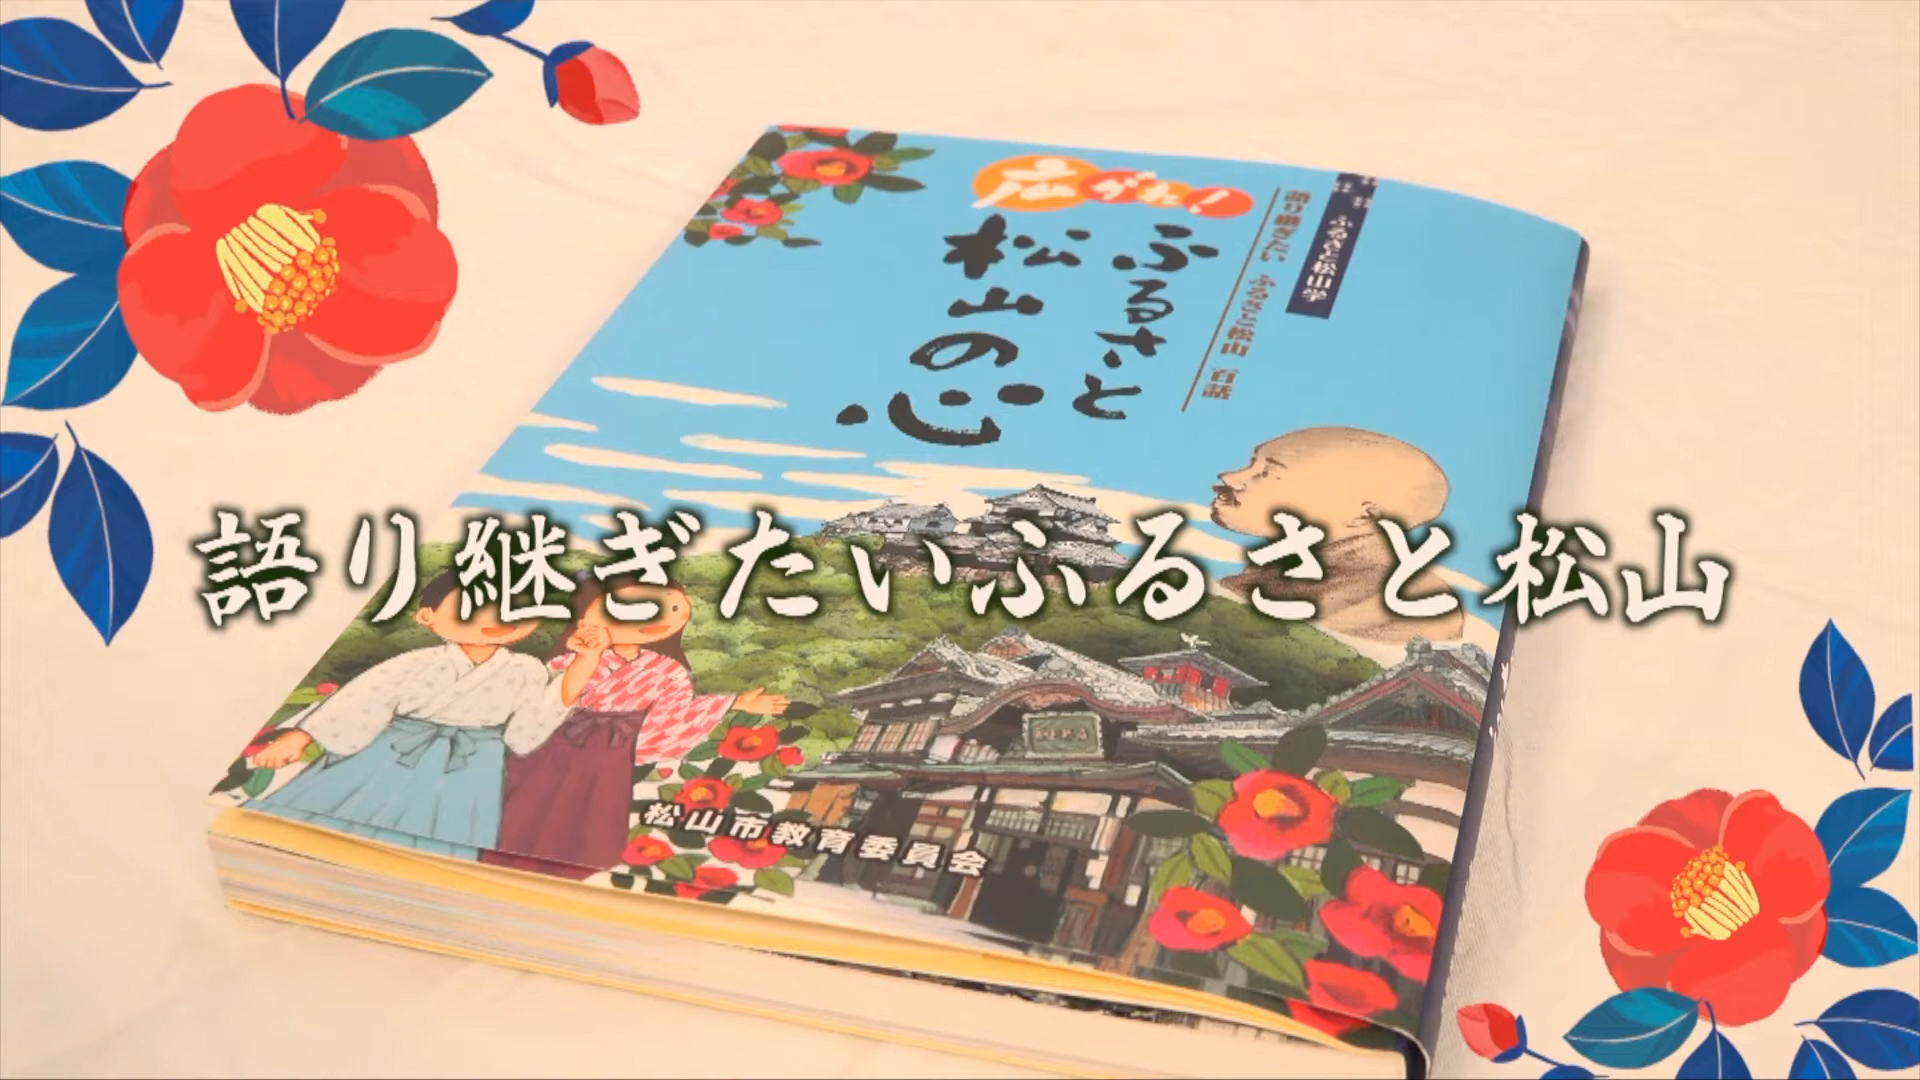 ふるさと松山学
語り継ぎたい ふるさと松山 百話
広がれ！
ふるさと
松山の心
語り継ぎたいふるさと松山
松山市教育委員会